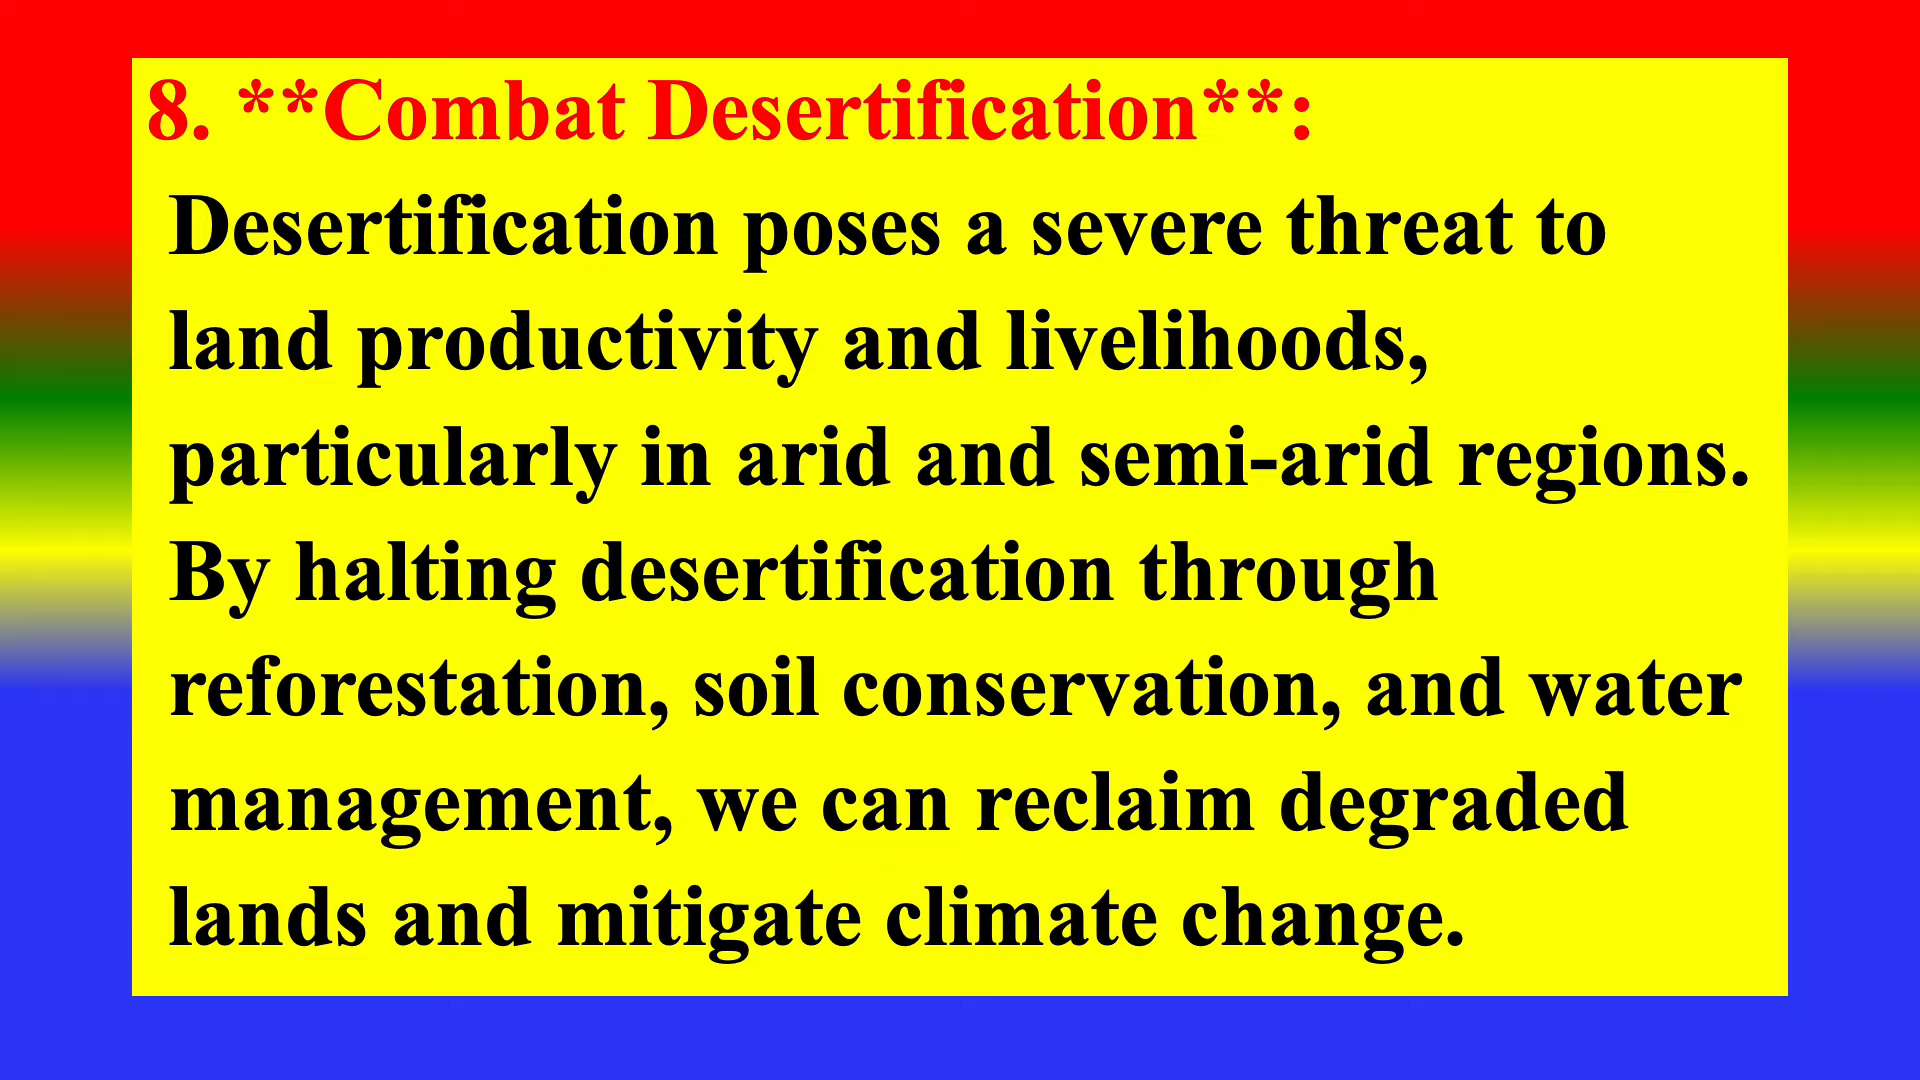 8. **Combat Desertification**:
Desertification poses a severe threat to
land productivity and livelihoods,
particularly in arid and semi-arid regions.
By halting desertification through
reforestation, soil conservation, and water
management, we can reclaim degraded
lands and mitigate climate change.